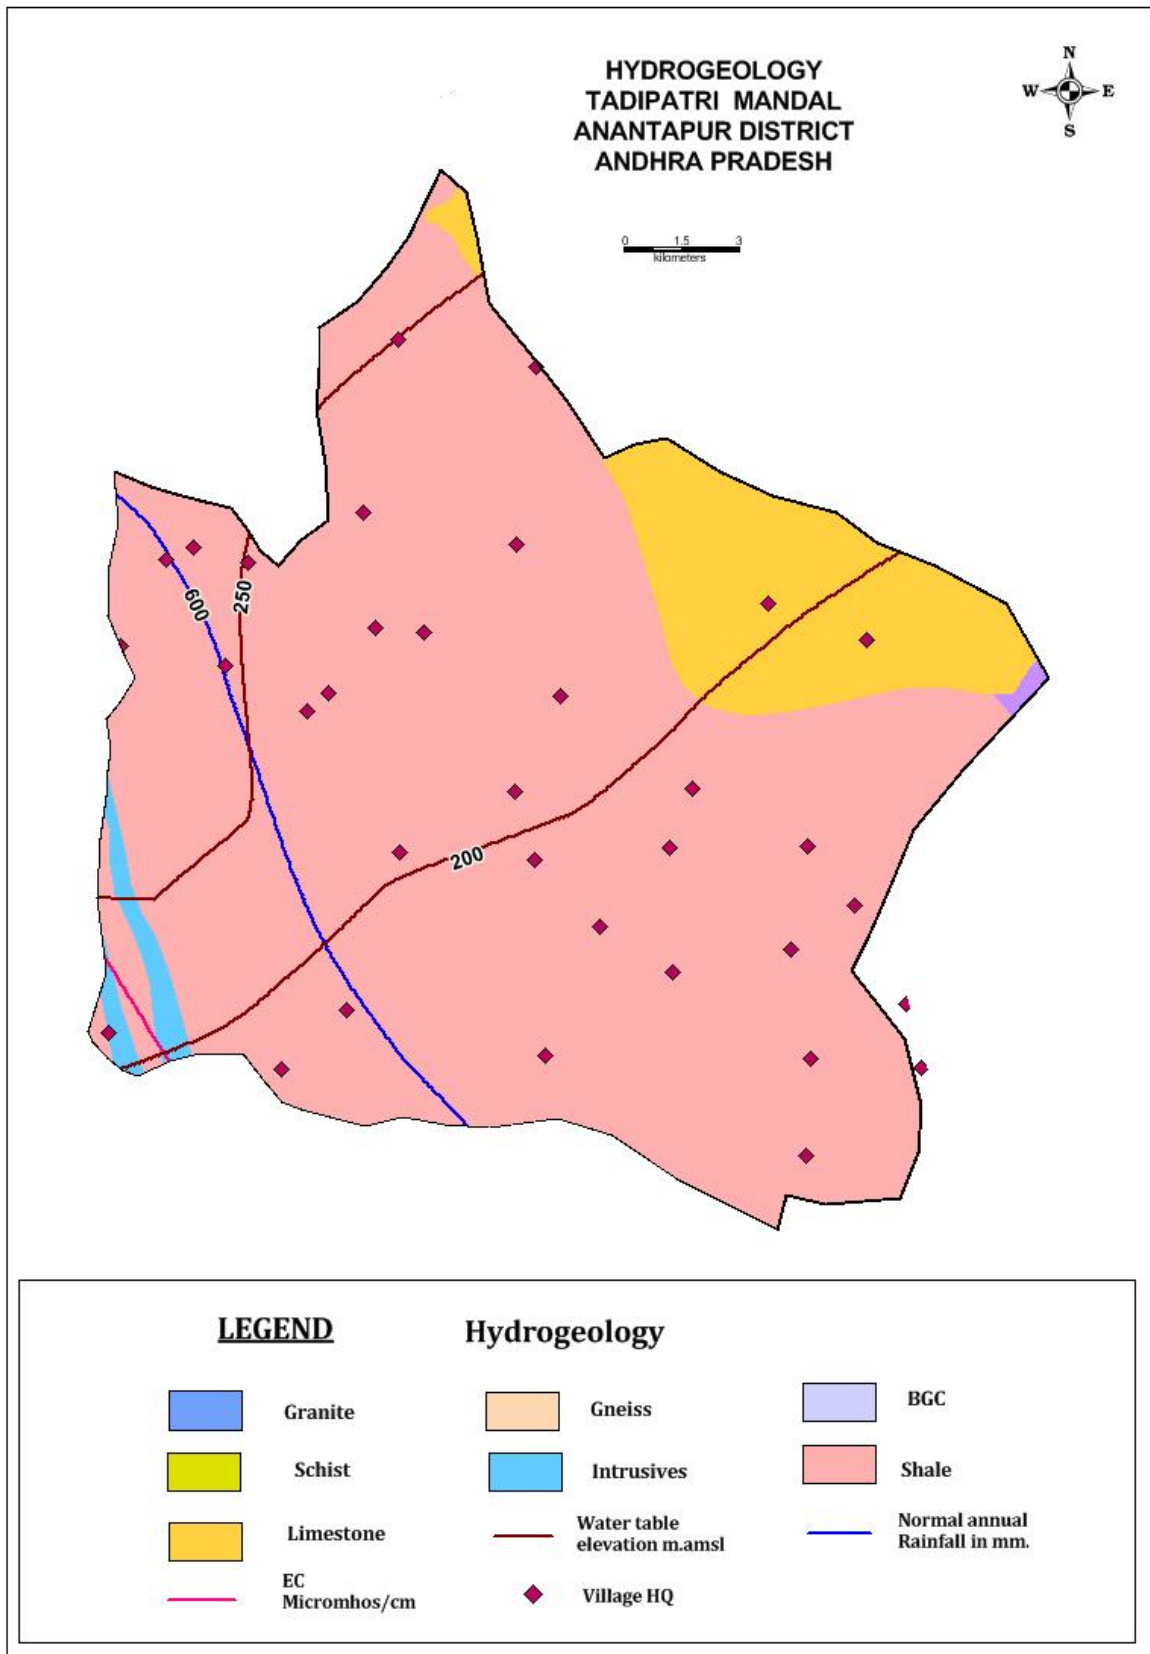 HYDROGEOLOGY
TADIPATRI MANDAL
ANANTAPUR DISTRICT
ANDHRA PRADESH
N
W E
S
0 1.5 3
kilometers
600
250
200
LEGEND Hydrogeology
Granite Gneiss BGC
Schist Intrusives Shale
Limestone Water table
elevation m.amsl Normal annual
Rainfall in mm.
EC
Micromhos/cm Village HQ